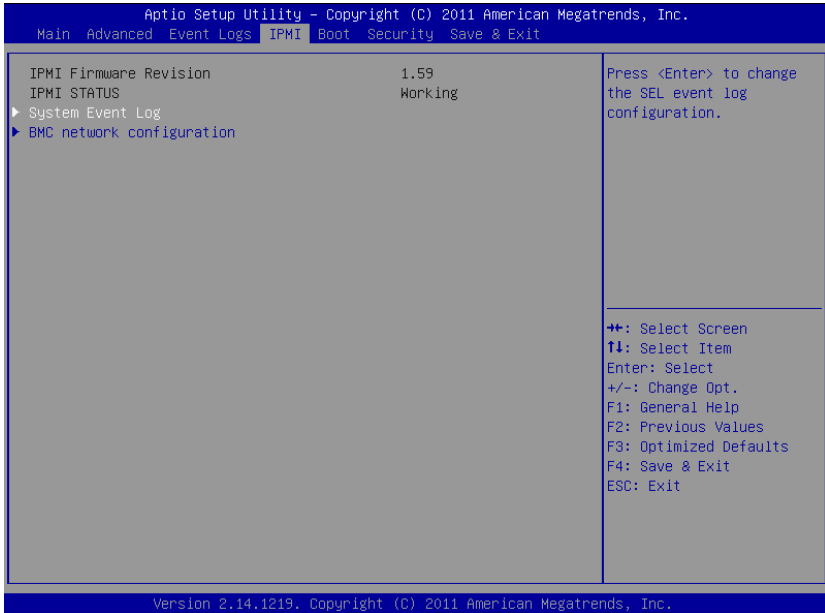 Aptio Setup Utility – Copyright (C) 2011 American Megatrends, Inc.
Main Advanced Event Logs IPMI Boot Security Save & Exit
IPMI Firmware Revision 1.59
IPMI STATUS Working
System Event Log
BMC network configuration
Press <Enter> to change
the SEL event log
configuration.
→←: Select Screen
↑↓: Select Item
Enter: Select
+/-: Change Opt.
F1: General Help
F2: Previous Values
F3: Optimized Defaults
F4: Save & Exit
ESC: Exit
Version 2.14.1219. Copyright (C) 2011 American Megatrends, Inc.